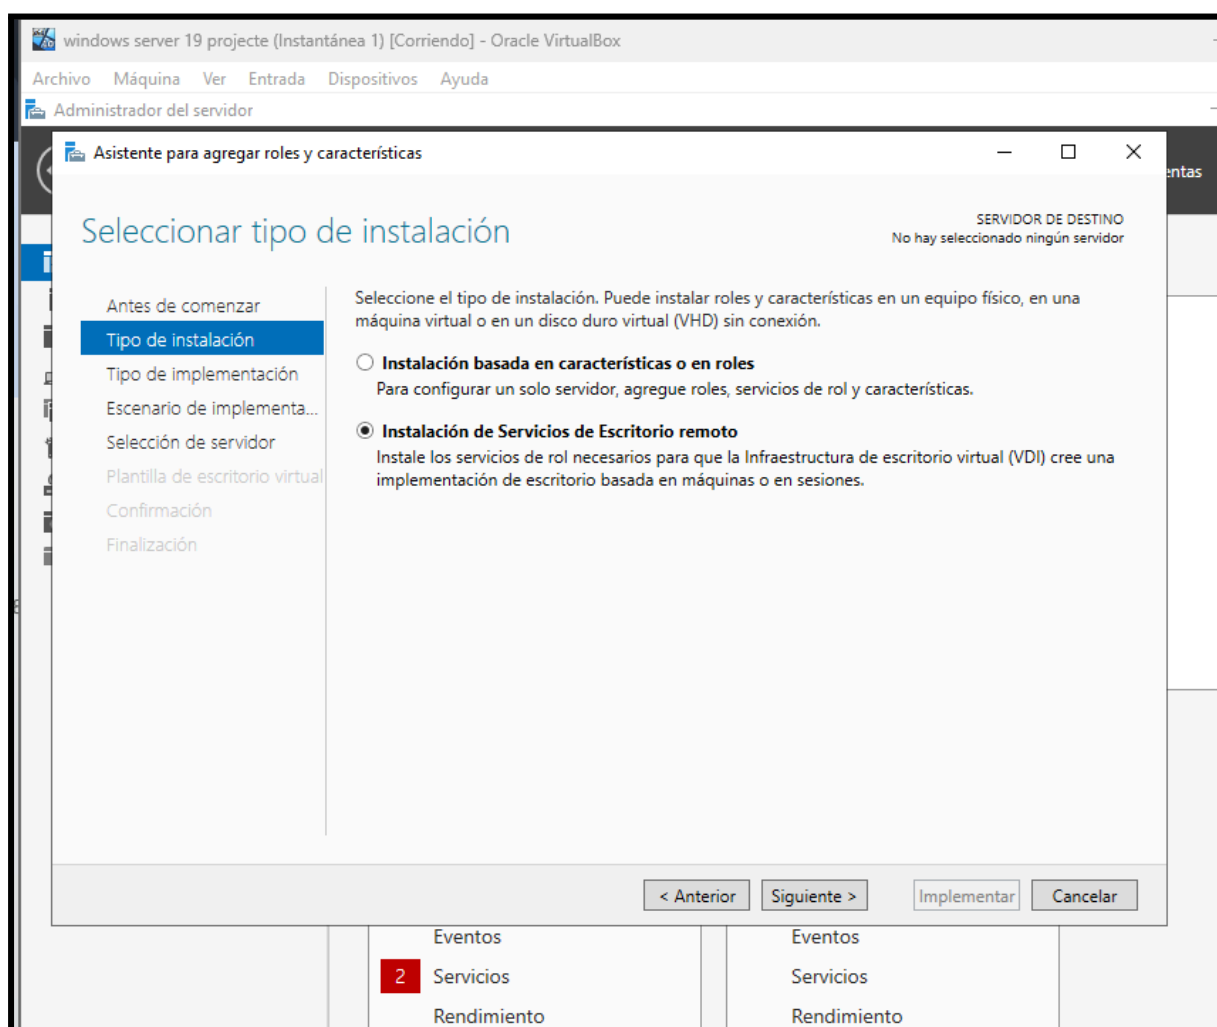 windows server 19 projecte (Instantánea 1) [Corriendo] - Oracle VirtualBox
Archivo Máquina Ver Entrada Dispositivos Ayuda
Administrador del servidor
Asistente para agregar roles y características
entas
Seleccionar tipo de instalación
SERVIDOR DE DESTINO
No hay seleccionado ningún servidor
Antes de comenzar
Tipo de instalación
Tipo de implementación
Escenario de implementa...
Selección de servidor
Plantilla de escritorio virtual
Confirmación
Finalización
Seleccione el tipo de instalación. Puede instalar roles y características en un equipo físico, en una
máquina virtual o en un disco duro virtual (VHD) sin conexión.
Instalación basada en características o en roles
Para configurar un solo servidor, agregue roles, servicios de rol y características.
Instalación de Servicios de Escritorio remoto
Instale los servicios de rol necesarios para que la Infraestructura de escritorio virtual (VDI) cree una
implementación de escritorio basada en máquinas o en sesiones.
< Anterior Siguiente > Implementar Cancelar
Eventos
2 Servicios
Rendimiento
Eventos
Servicios
Rendimiento